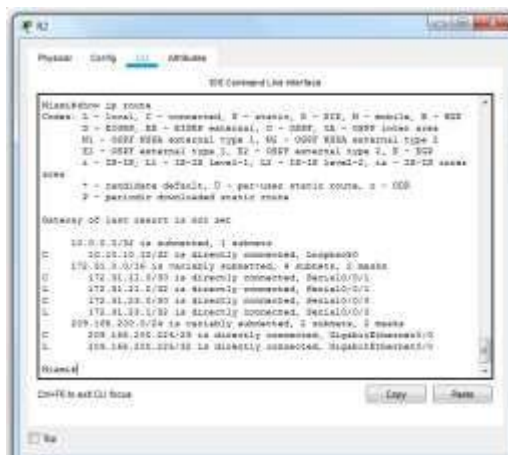 R2
Physical Config CLI Attributes
IOS Command Line Interface
Miami#show ip route
Codes: L - local, C - connected, S - static, R - RIP, M - mobile, B - BGP
D - EIGRP, EX - EIGRP external, O - OSPF, IA - OSPF inter area
N1 - OSPF NSSA external type 1, N2 - OSPF NSSA external type 2
E1 - OSPF external type 1, E2 - OSPF external type 2, E - EGP
i - IS-IS, L1 - IS-IS level-1, L2 - IS-IS level-2, ia - IS-IS inter
area
* - candidate default, U - per-user static route, o - ODR
P - periodic downloaded static route
Gateway of last resort is not set
is subnetted, 1 subnets
C is directly connected, Loopback0
is variably subnetted, 4 subnets, 2 masks
C is directly connected, Serial0/0/1
L is directly connected, Serial0/0/1
C is directly connected, Serial0/0/0
L is directly connected, Serial0/0/0
is variably subnetted, 2 subnets, 2 masks
C is directly connected, GigabitEthernet0/0
L is directly connected, GigabitEthernet0/0
Miami#
Ctrl+F6 to exit CLI focus
Copy Paste
Top